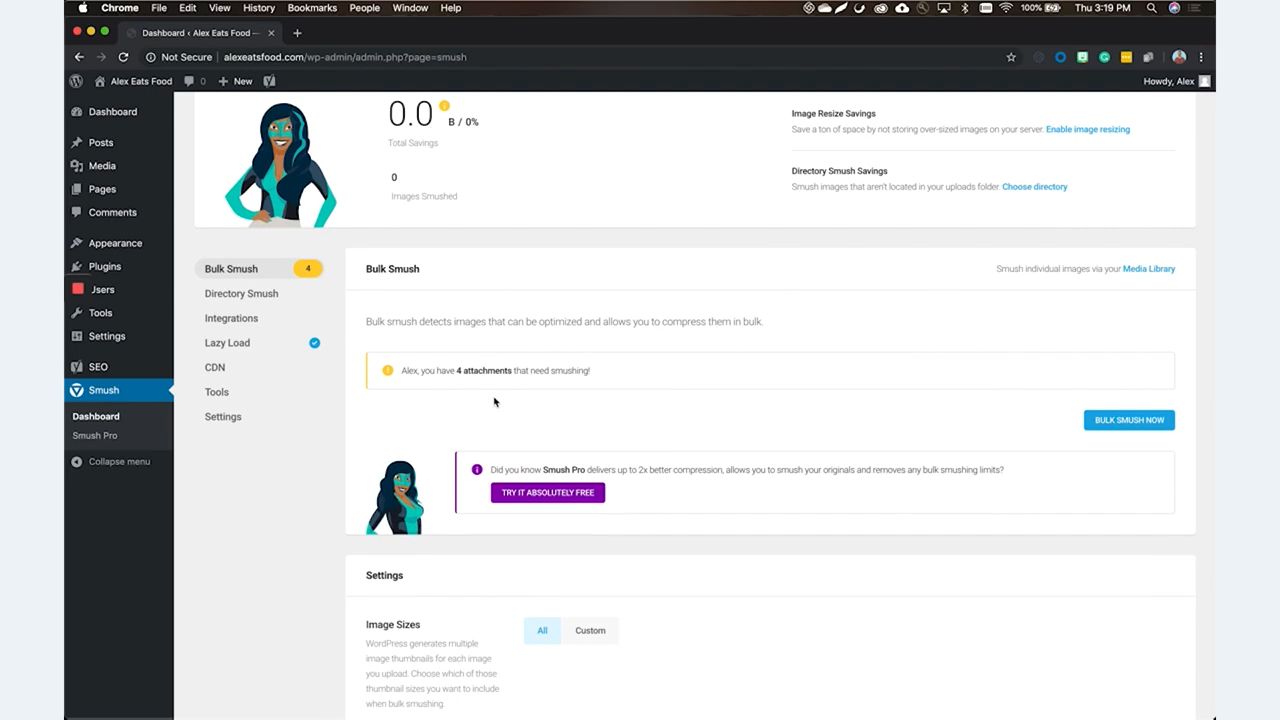 Chrome File Edit View History Bookmarks People Window Help 100% Thu 3:19 PM
Dashboard ‹ Alex Eats Food —
Not Secure alexeatsfood.com/wp-admin/admin.php?page=smush
Alex Eats Food 0 New Howdy, Alex
Dashboard
Posts
Media
Pages
Comments
Appearance
Plugins
Jsers
Tools
Settings
SEO
Smush
Dashboard
Smush Pro
Collapse menu
0.0 B / 0%
Total Savings
0
Images Smushed
Image Resize Savings
Save a ton of space by not storing over-sized images on your server. Enable image resizing
Directory Smush Savings
Smush images that aren't located in your uploads folder. Choose directory
Bulk Smush 4
Directory Smush
Integrations
Lazy Load
CDN
Tools
Settings
Bulk Smush
Smush individual images via your Media Library
Bulk smush detects images that can be optimized and allows you to compress them in bulk.
Alex, you have 4 attachments that need smushing!
BULK SMUSH NOW
Did you know Smush Pro delivers up to 2x better compression, allows you to smush your originals and removes any bulk smushing limits?
TRY IT ABSOLUTELY FREE
Settings
Image Sizes
WordPress generates multiple
image thumbnails for each image
you upload. Choose which of those
thumbnail sizes you want to include
when bulk smushing.
All Custom